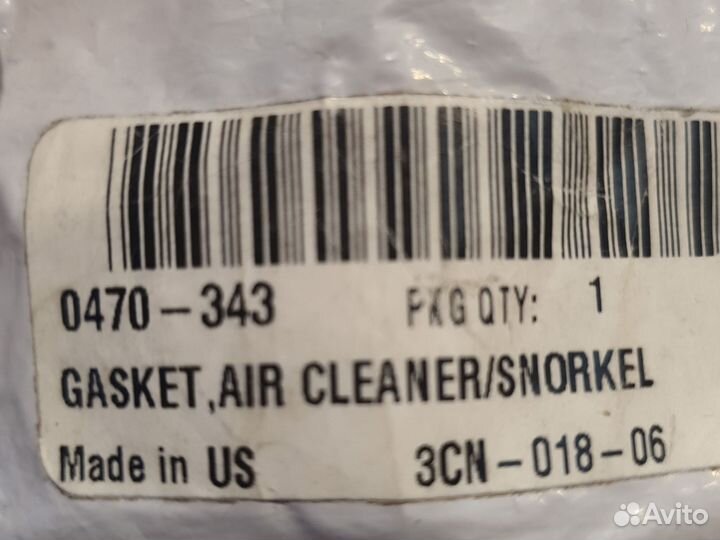 0470-343 PKG QTY: 1
GASKET,AIR CLEANER/SNORKEL
Made in US 3CN-018-06
Avito